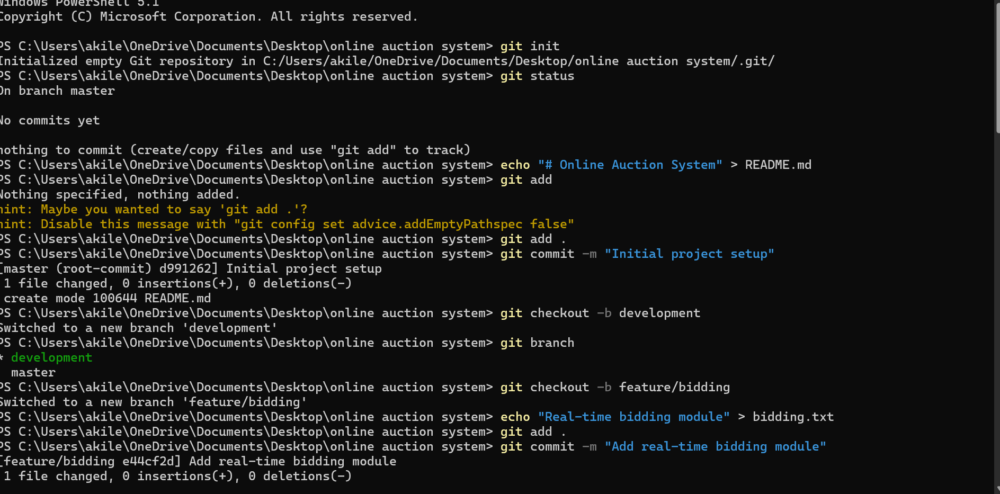 Windows PowerShell 5.1
Copyright (C) Microsoft Corporation. All rights reserved.
PS C:\Users\akile\OneDrive\Documents\Desktop\online auction system> git init
Initialized empty Git repository in C:/Users/akile/OneDrive/Documents/Desktop/online auction system/.git/
PS C:\Users\akile\OneDrive\Documents\Desktop\online auction system> git status
On branch master
No commits yet
nothing to commit (create/copy files and use "git add" to track)
PS C:\Users\akile\OneDrive\Documents\Desktop\online auction system> echo "# Online Auction System" > README.md
PS C:\Users\akile\OneDrive\Documents\Desktop\online auction system> git add
Nothing specified, nothing added.
hint: Maybe you wanted to say 'git add .'?
hint: Disable this message with "git config set advice.addEmptyPathspec false"
PS C:\Users\akile\OneDrive\Documents\Desktop\online auction system> git add .
PS C:\Users\akile\OneDrive\Documents\Desktop\online auction system> git commit -m "Initial project setup"
[master (root-commit) d991262] Initial project setup
 1 file changed, 0 insertions(+), 0 deletions(-)
 create mode 100644 README.md
PS C:\Users\akile\OneDrive\Documents\Desktop\online auction system> git checkout -b development
Switched to a new branch 'development'
PS C:\Users\akile\OneDrive\Documents\Desktop\online auction system> git branch
* development
  master
PS C:\Users\akile\OneDrive\Documents\Desktop\online auction system> git checkout -b feature/bidding
Switched to a new branch 'feature/bidding'
PS C:\Users\akile\OneDrive\Documents\Desktop\online auction system> echo "Real-time bidding module" > bidding.txt
PS C:\Users\akile\OneDrive\Documents\Desktop\online auction system> git add .
PS C:\Users\akile\OneDrive\Documents\Desktop\online auction system> git commit -m "Add real-time bidding module"
[feature/bidding e44cf2d] Add real-time bidding module
 1 file changed, 0 insertions(+), 0 deletions(-)